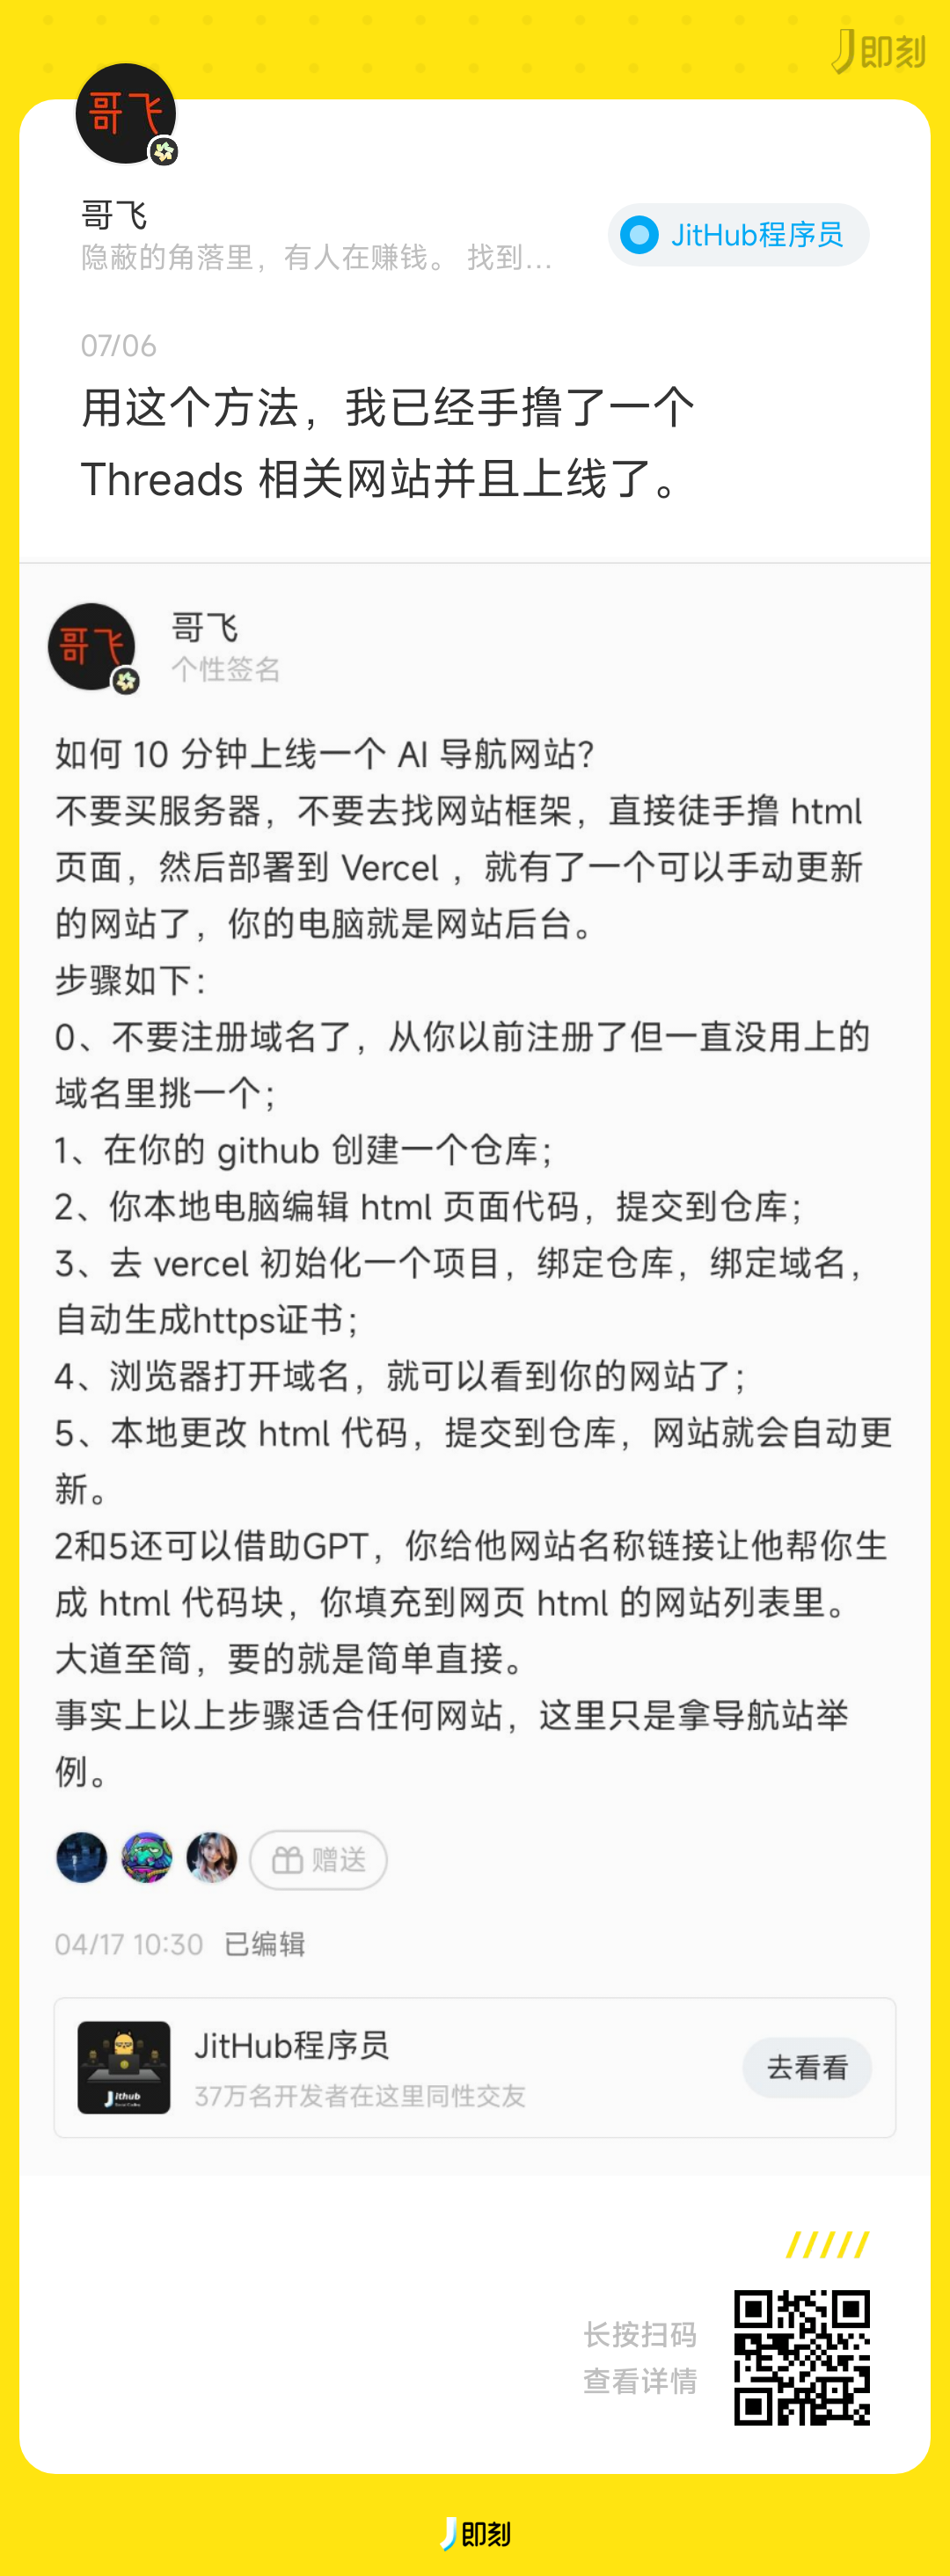 即刻
哥飞
哥飞
隐蔽的角落里，有人在赚钱。 找到...
JitHub程序员
07/06
用这个方法，我已经手撸了一个
Threads 相关网站并且上线了。
哥飞
哥飞
个性签名
如何 10 分钟上线一个 AI 导航网站？
不要买服务器，不要去找网站框架，直接徒手撸 html
页面，然后部署到 Vercel ，就有了一个可以手动更新
的网站了，你的电脑就是网站后台。
步骤如下：
0、不要注册域名了，从你以前注册了但一直没用上的
域名里挑一个；
1、在你的 github 创建一个仓库；
2、你本地电脑编辑 html 页面代码，提交到仓库；
3、去 vercel 初始化一个项目，绑定仓库，绑定域名，
自动生成https证书；
4、浏览器打开域名，就可以看到你的网站了；
5、本地更改 html 代码，提交到仓库，网站就会自动更
新。
2和5还可以借助GPT，你给他网站名称链接让他帮你生
成 html 代码块，你填充到网页 html 的网站列表里。
大道至简，要的就是简单直接。
事实上以上步骤适合任何网站，这里只是拿导航站举
例。
赠送
04/17 10:30 已编辑
Jithub
JitHub程序员
37万名开发者在这里同性交友
去看看
长按扫码
查看详情
即刻